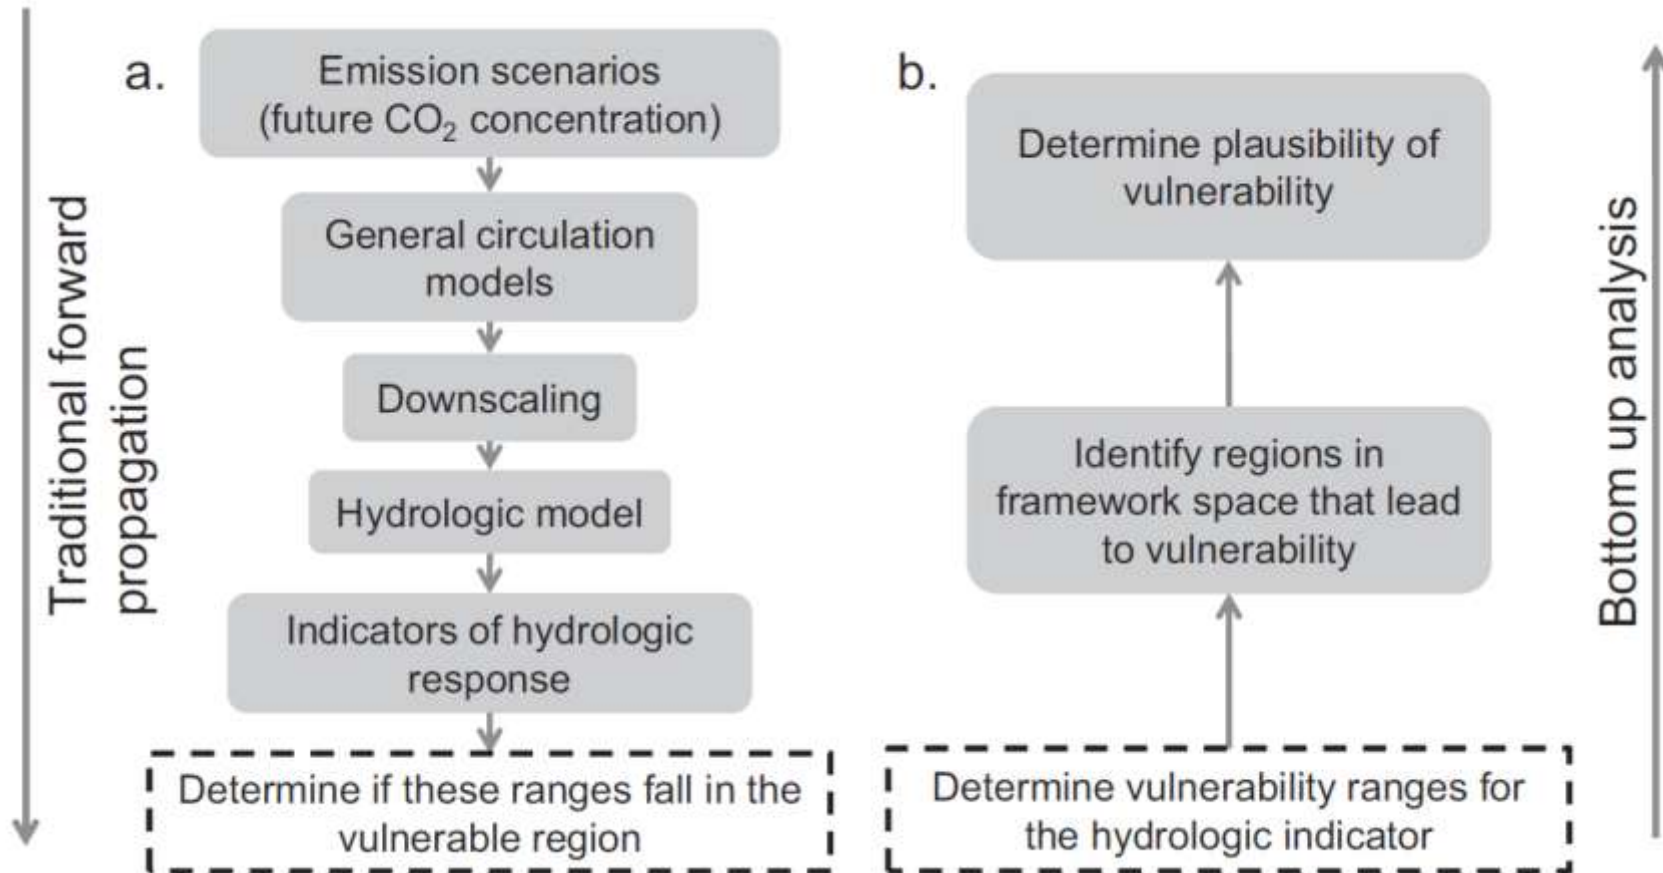 a.
Emission scenarios
(future CO₂ concentration)
General circulation
models
Downscaling
Hydrologic model
Indicators of hydrologic
response
Determine if these ranges fall in the
vulnerable region
Traditional forward
propagation
b.
Determine plausibility of
vulnerability
Identify regions in
framework space that lead
to vulnerability
Determine vulnerability ranges for
the hydrologic indicator
Bottom up analysis